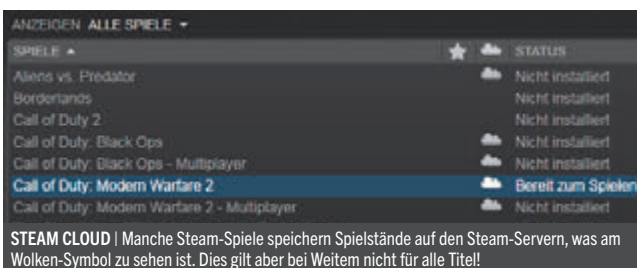 ANZEIGEN ALLE SPIELE
SPIELE STATUS
Aliens vs. Predator Nicht installiert
Borderlands Nicht installiert
Call of Duty 2 Nicht installiert
Call of Duty: Black Ops Nicht installiert
Call of Duty: Black Ops - Multiplayer Nicht installiert
Call of Duty: Modern Warfare 2 Bereit zum Spielen
Call of Duty: Modern Warfare 2 - Multiplayer Nicht installiert
STEAM CLOUD | Manche Steam-Spiele speichern Spielstände auf den Steam-Servern, was am
Wolken-Symbol zu sehen ist. Dies gilt aber bei Weitem nicht für alle Titel!